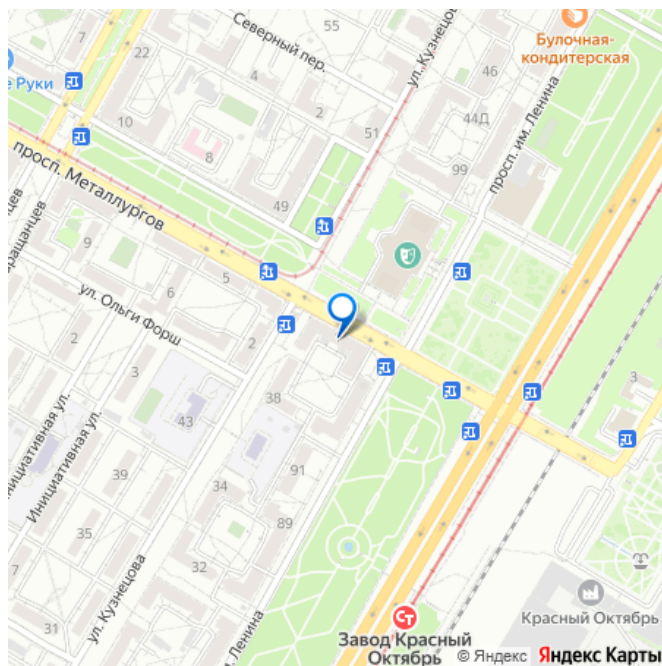 55
22
Северный пер.
4
ул. Кузнецова
Булочная-
кондитерская
е Руки
46
2
44Д
просп. им. Ленина
10
51
8
99
просп. Металлургов
49
9
5
ул. Ольги Форш
6
2
2
3
3
38
43
Инициативная ул.
Инициативная ул.
39
34
91
35
89
ул. Кузнецова
32
Ленина
31
Красный Октябрь
Завод Красный
Октябрь
© Яндекс Яндекс Карты